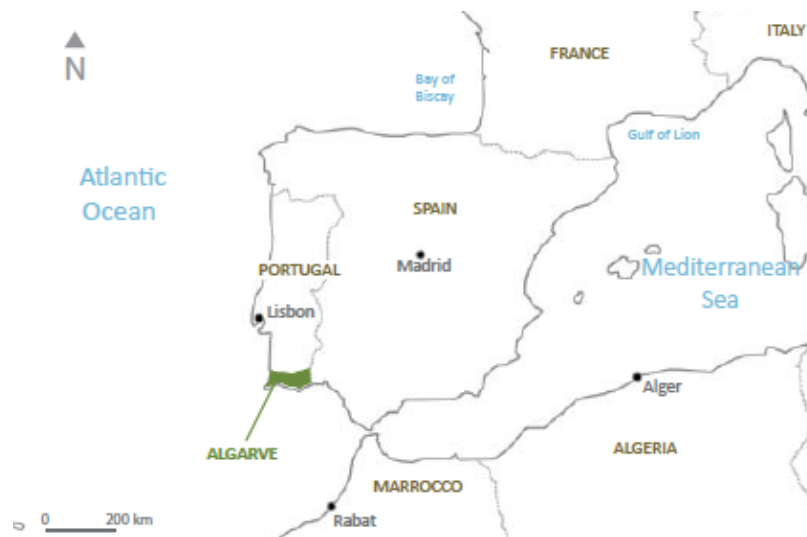 ITALY
N
FRANCE
Bay of
Biscay
Gulf of Lion
Atlantic
Ocean
SPAIN
Madrid
PORTUGAL
Mediterranean
Sea
Lisbon
Alger
ALGARVE
ALGERIA
MARROCCO
0 200 km
Rabat